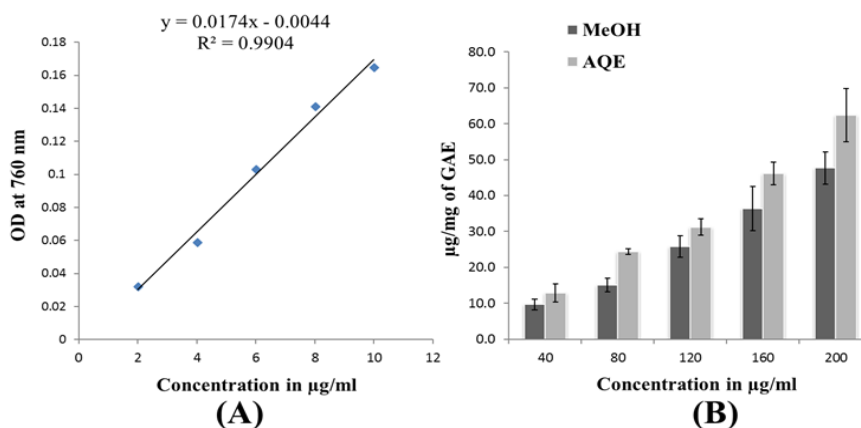 y = 0.0174x - 0.0044
R² = 0.9904
0.18
0.16
0.14
0.12
0.1
0.08
0.06
0.04
0.02
0
0 2 4 6 8 10 12
OD at 760 nm
Concentration in µg/ml
(A)
MeOH
AQE
80.0
70.0
60.0
50.0
40.0
30.0
20.0
10.0
0.0
40 80 120 160 200
µg/mg of GAE
Concentration in µg/ml
(B)